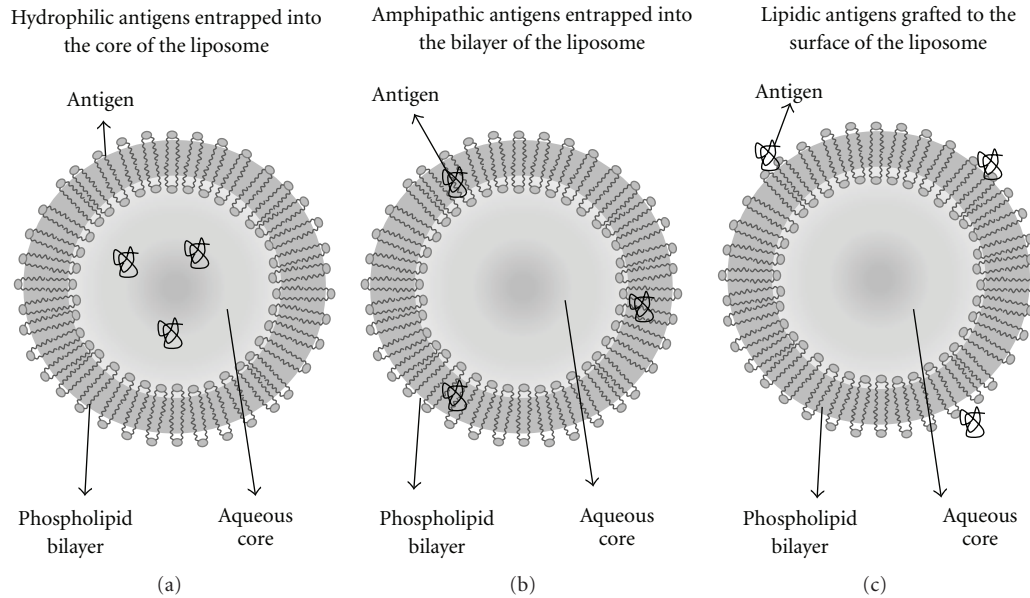 Hydrophilic antigens entrapped into
the core of the liposome
Antigen
Phospholipid
bilayer
Aqueous
core
(a)
Amphipathic antigens entrapped into
the bilayer of the liposome
Antigen
Phospholipid
bilayer
Aqueous
core
(b)
Lipidic antigens grafted to the
surface of the liposome
Antigen
Phospholipid
bilayer
Aqueous
core
(c)